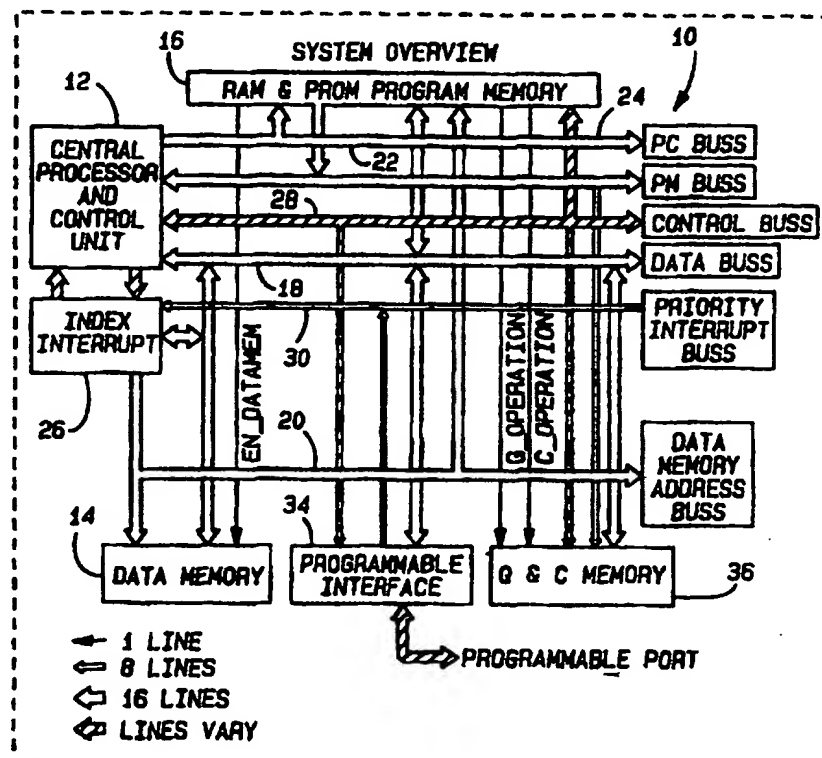 SYSTEM OVERVIEW
16
10
12
RAM & PROM PROGRAM MEMORY
24
CENTRAL
PROCESSOR
AND
CONTROL
UNIT
22
PC BUSS
PM BUSS
28
CONTROL BUSS
DATA BUSS
18
INDEX
INTERRUPT
30
PRIORITY
INTERRUPT
BUSS
26
EN_DATAMEM
20
Q_OPERATION
C_OPERATION
DATA
MEMORY
ADDRESS
BUSS
14
34
DATA MEMORY
PROGRAMMABLE
INTERFACE
Q & C MEMORY
36
1 LINE
8 LINES
16 LINES
LINES VARY
PROGRAMMABLE PORT